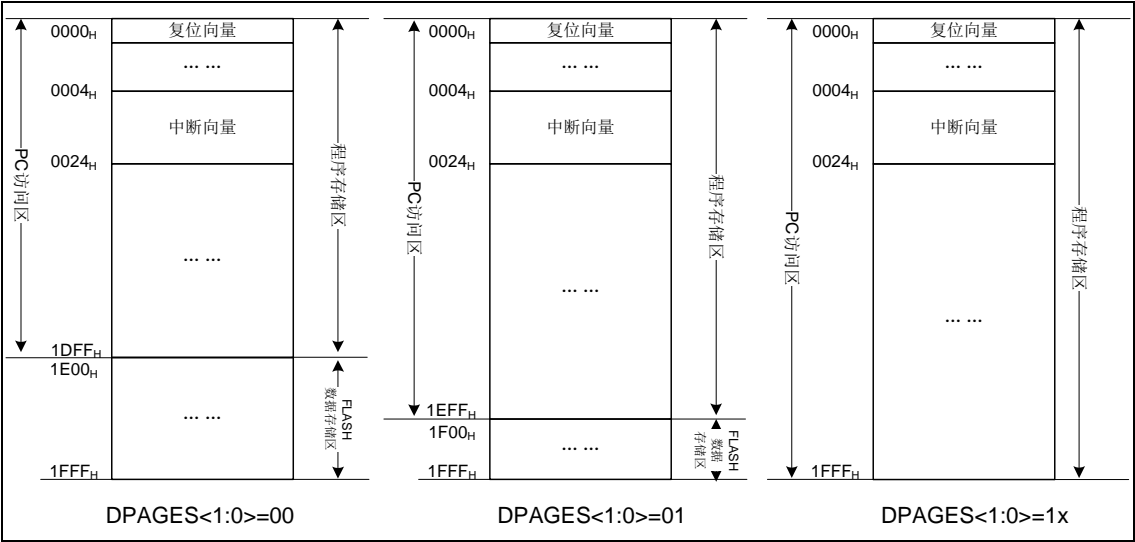 0000H
复位向量
... ...
0004H
中断向量
0024H
... ...
1DFFH
1E00H
... ...
1FFFH
PC访问区
程序存储区
FLASH
数据存储区
DPAGES<1:0>=00
0000H
复位向量
... ...
0004H
中断向量
0024H
... ...
1EFFH
1F00H
... ...
1FFFH
PC访问区
程序存储区
FLASH
数据
存储区
DPAGES<1:0>=01
0000H
复位向量
... ...
0004H
中断向量
0024H
... ...
1FFFH
PC访问区
程序存储区
DPAGES<1:0>=1x